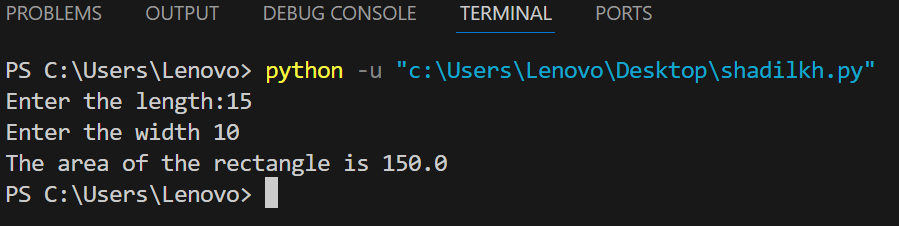 PROBLEMS OUTPUT DEBUG CONSOLE TERMINAL PORTS
PS C:\Users\Lenovo> python -u "c:\Users\Lenovo\Desktop\shadilkh.py"
Enter the length:15
Enter the width 10
The area of the rectangle is 150.0
PS C:\Users\Lenovo>